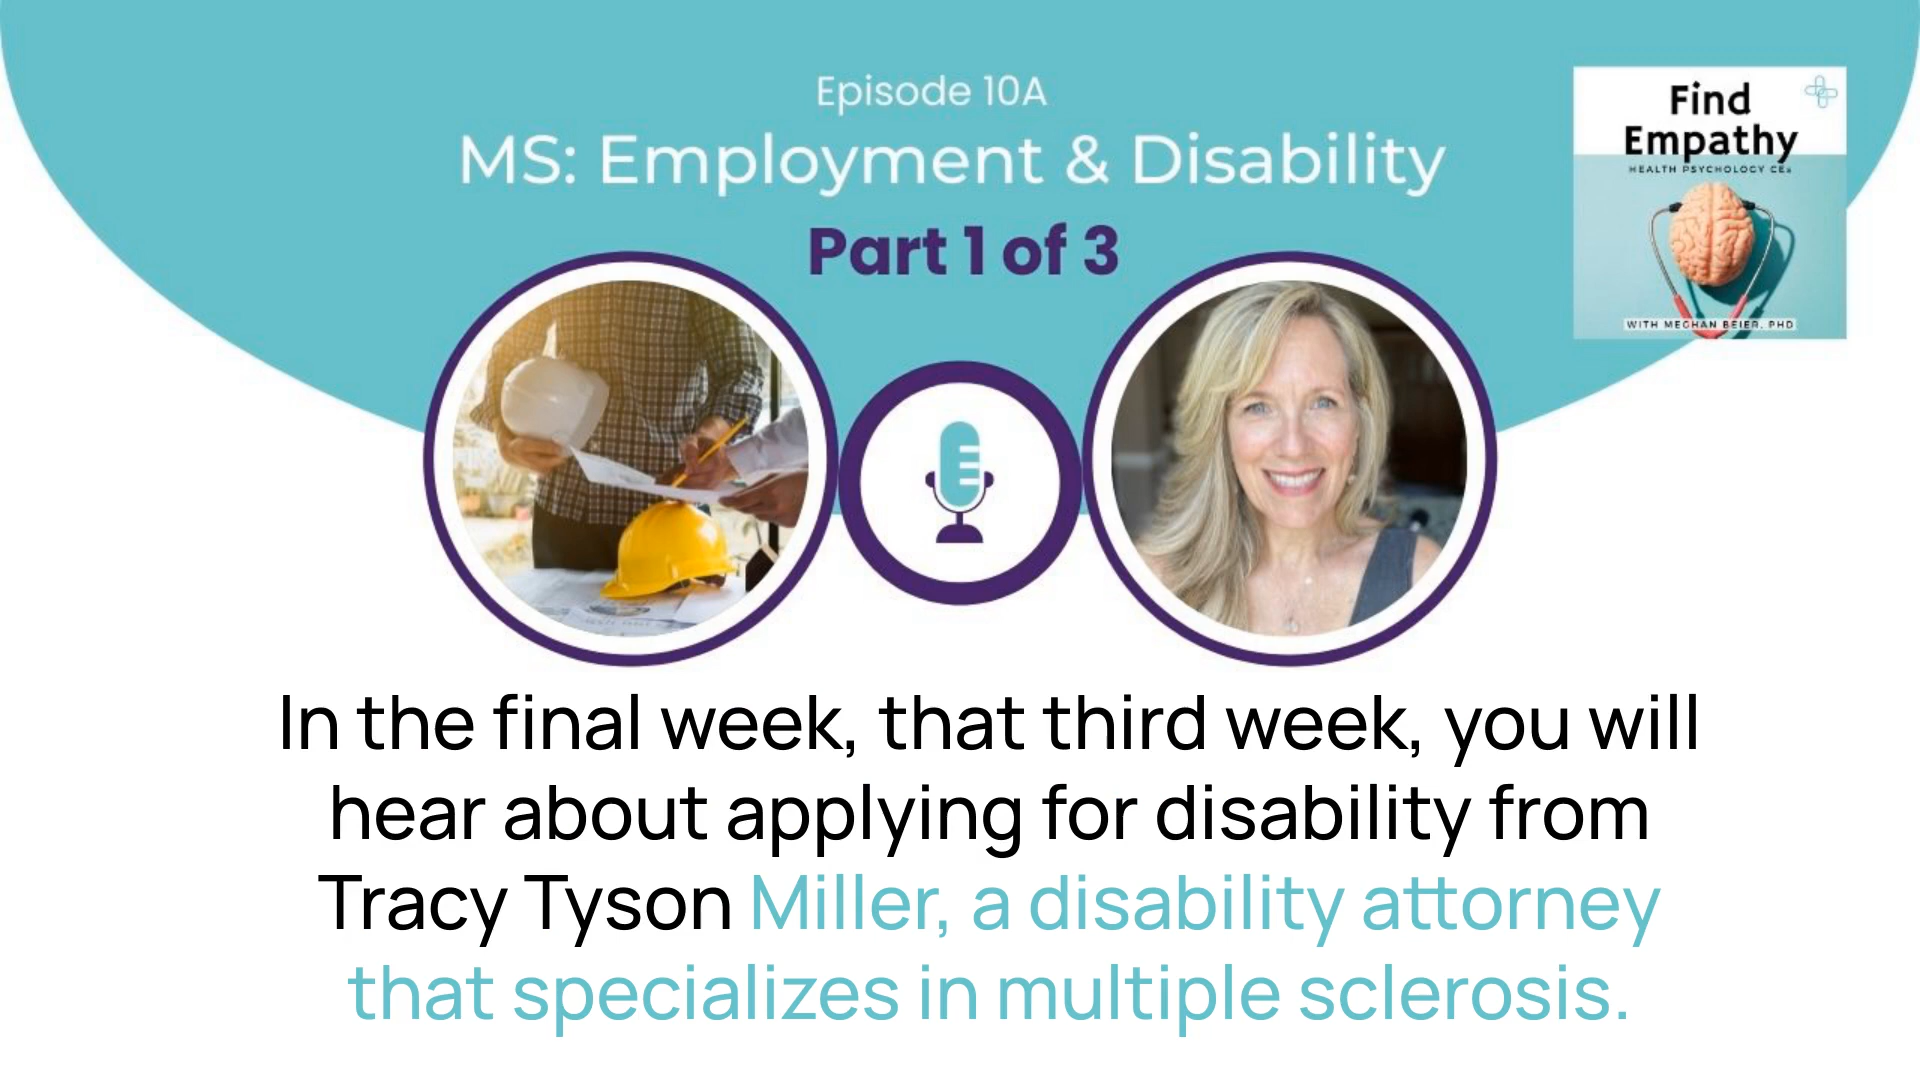 Episode 10A
MS: Employment & Disability
Part 1 of 3
Find
Empathy
HEALTH PSYCHOLOGY CEs
WITH MEGHAN BEIER, PHD
In the final week, that third week, you will
hear about applying for disability from
Tracy Tyson Miller, a disability attorney
that specializes in multiple sclerosis.